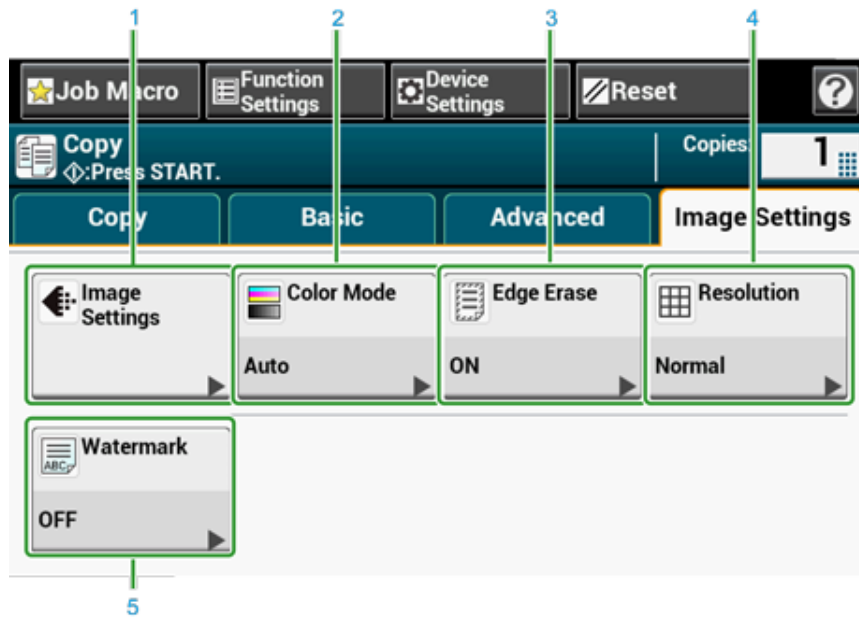 1 2 3 4
Job Macro Function Settings Device Settings Reset ?
Copy Copies: 1
:Press START.
Copy Basic Advanced Image Settings
Image Settings Color Mode Edge Erase Resolution
Auto ON Normal
ABC Watermark
OFF
5